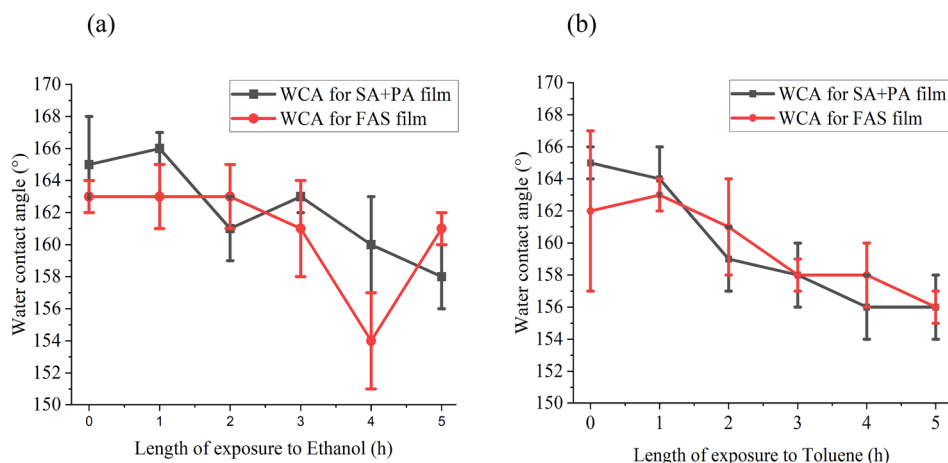 (a)
170
168
166
164
162
160
158
156
154
152
150
Water contact angle (°)
WCA for SA+PA film
WCA for FAS film
0 1 2 3 4 5
Length of exposure to Ethanol (h)
(b)
170
168
166
164
162
160
158
156
154
152
150
Water contact angle (°)
WCA for SA+PA film
WCA for FAS film
0 1 2 3 4 5
Length of exposure to Toluene (h)